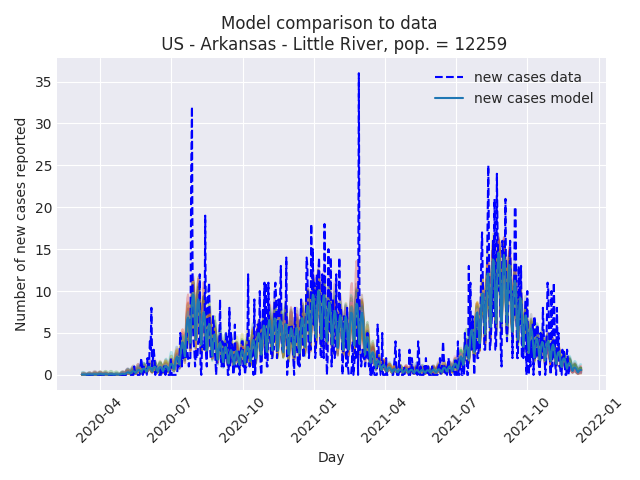 Model comparison to data
US - Arkansas - Little River, pop. = 12259
new cases data
new cases model
Number of new cases reported
35
30
25
20
15
10
5
0
2020-04
2020-07
2020-10
2021-01
2021-04
2021-07
2021-10
2022-01
Day